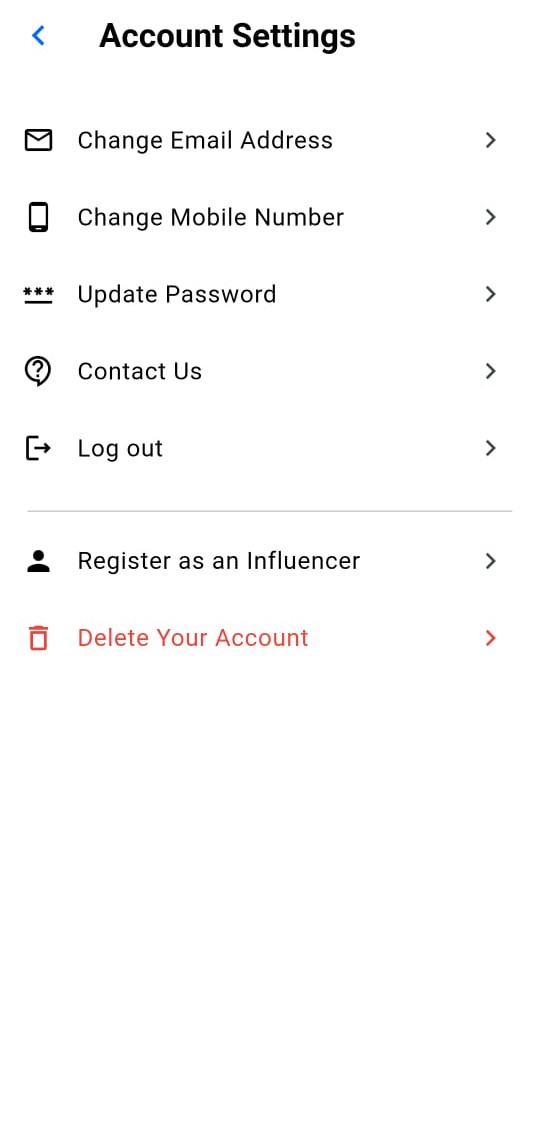 Account Settings
Change Email Address
Change Mobile Number
Update Password
Contact Us
Log out
Register as an Influencer
Delete Your Account